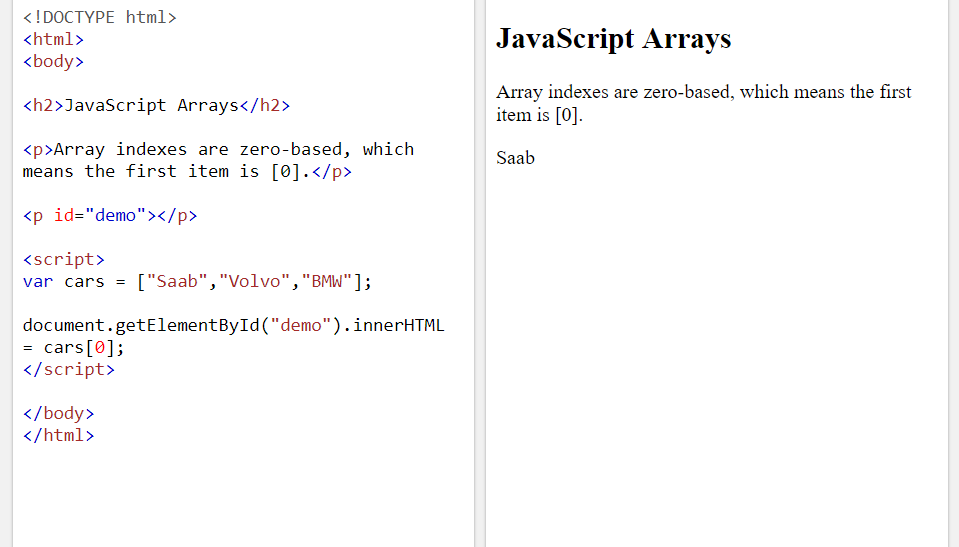 <!DOCTYPE html>
<html>
<body>
<h2>JavaScript Arrays</h2>
<p>Array indexes are zero-based, which
means the first item is [0].</p>
<p id="demo"></p>
<script>
var cars = ["Saab","Volvo","BMW"];
document.getElementById("demo").innerHTML
= cars[0];
</script>
</body>
</html>
JavaScript Arrays
Array indexes are zero-based, which means the first
item is [0].
Saab